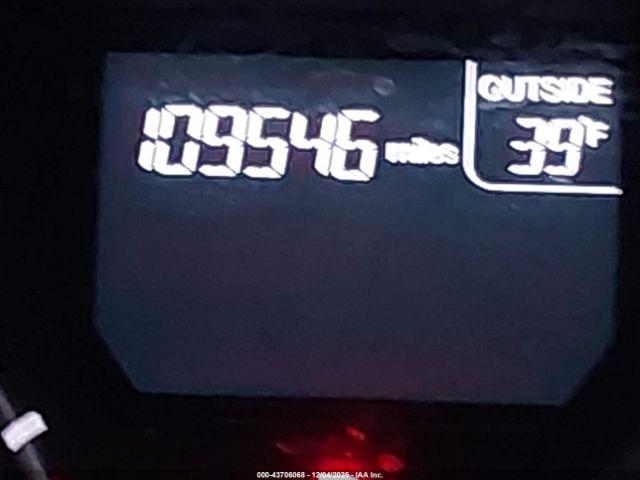 OUTSIDE
109546 miles 39°F
000-43706068 - 12/04/2025 - IAA Inc.